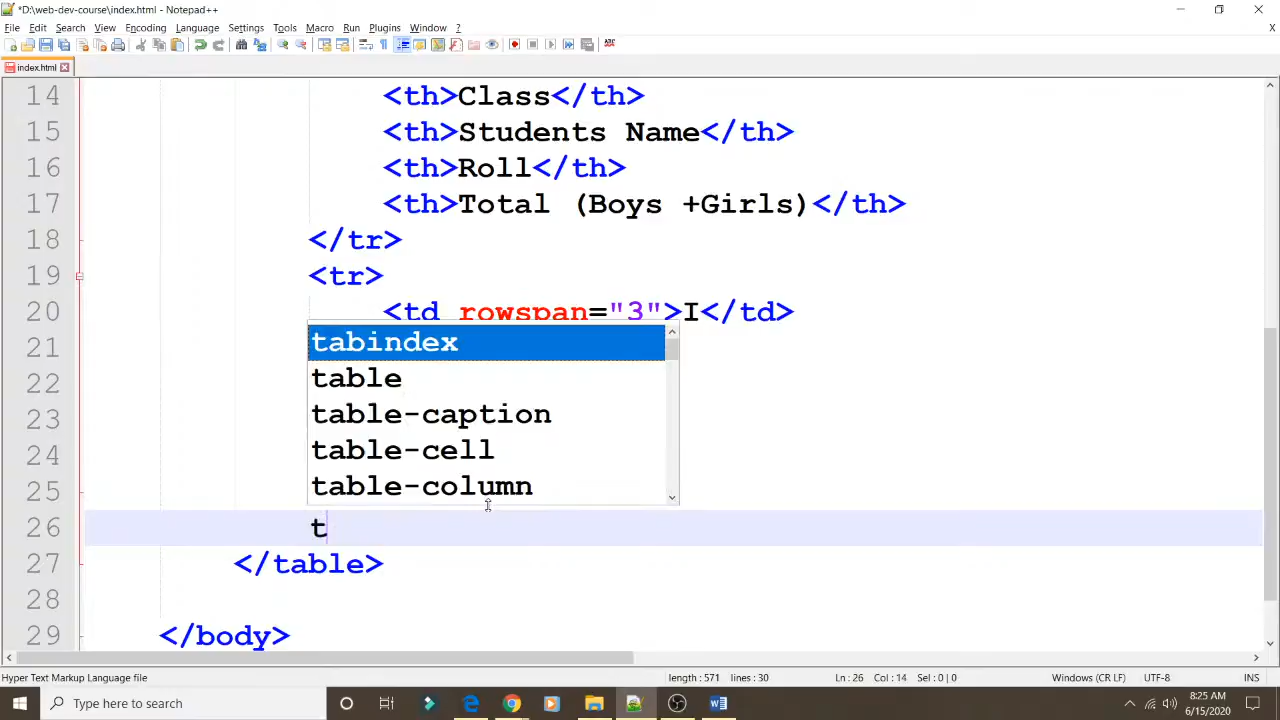 *D:\web-dev-course\index.html - Notepad++
File Edit Search View Encoding Language Settings Tools Macro Run Plugins Window ?
X
ABC
index.html
14 <th>Class</th>
15 <th>Students Name</th>
16 <th>Roll</th>
17 <th>Total (Boys +Girls)</th>
18 </tr>
19 <tr>
20 <td rowspan="3">I</td>
21 tabindex
22 table
23 table-caption
24 table-cell
25 table-column
26 t
27 </table>
28
29 </body>
Hyper Text Markup Language file length : 571 lines : 30 Ln : 26 Col : 14 Sel : 0 | 0 Windows (CR LF) UTF-8 INS
Type here to search
8:25 AM
6/15/2020